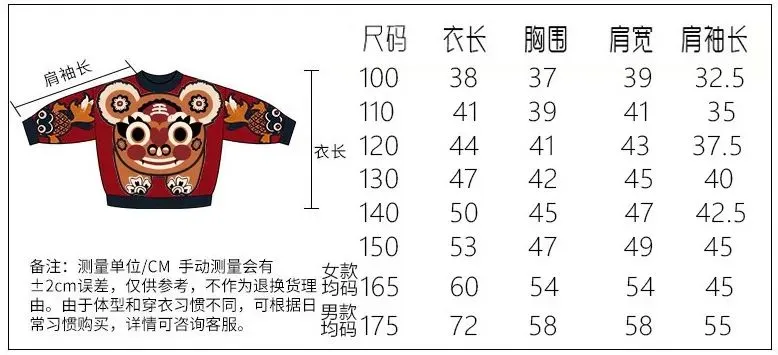 肩袖长
衣长
备注：测量单位/CM 手动测量会有
±2cm误差，仅供参考，不作为退换货理
由。由于体型和穿衣习惯不同，可根据日
常习惯购买，详情可咨询客服。
尺码 衣长 胸围 肩宽 肩袖长
100 38 37 39 32.5
110 41 39 41 35
120 44 41 43 37.5
130 47 42 45 40
140 50 45 47 42.5
150 53 47 49 45
女款均码165 60 54 54 45
男款均码175 72 58 58 55